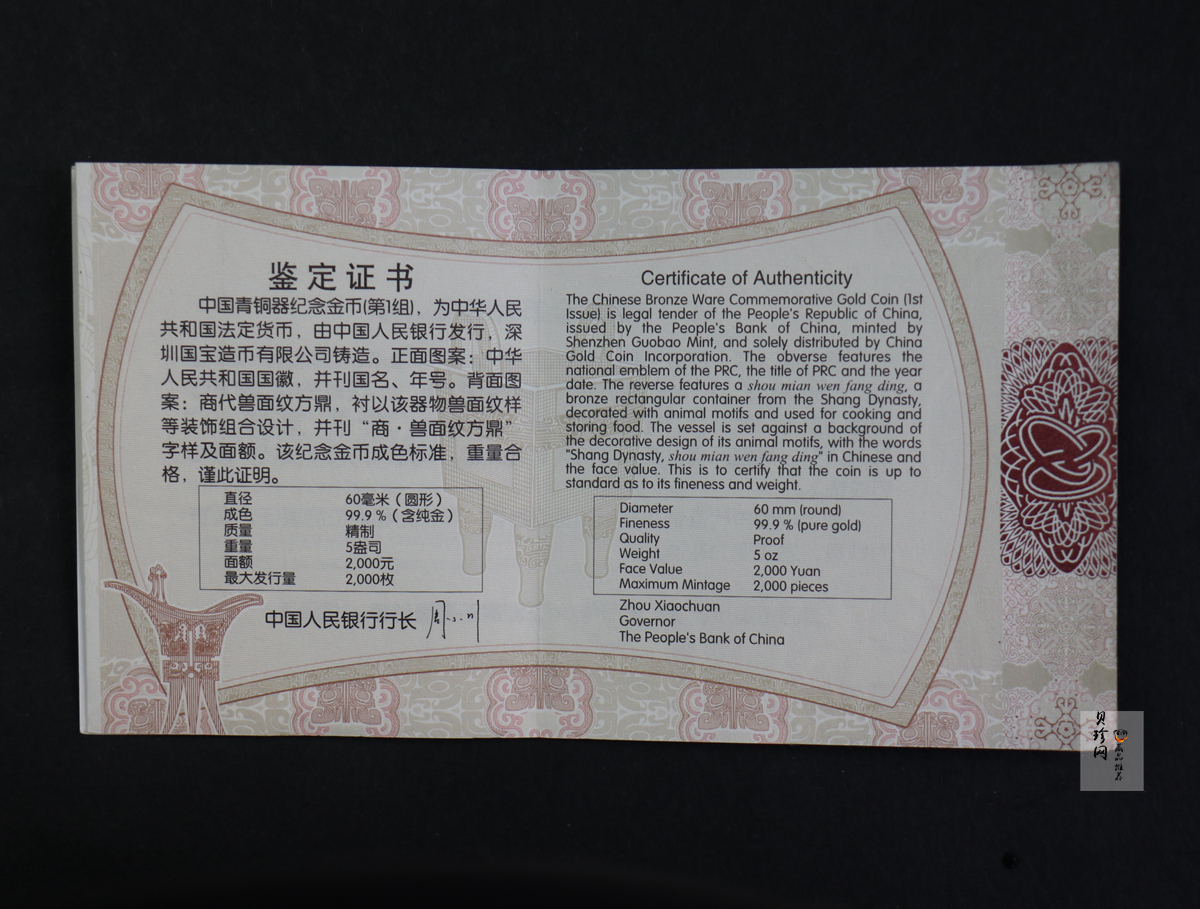 鉴定证书
中国青铜器纪念金币(第1组)，为中华人民
共和国法定货币，由中国人民银行发行，深
圳国宝造币有限公司铸造。正面图案：中华
人民共和国国徽，并刊国名、年号。背面图
案：商代兽面纹方鼎，衬以该器物兽面纹样
等装饰组合设计，并刊“商·兽面纹方鼎”
字样及面额。该纪念金币成色标准，重量合
格，谨此证明。
直径 60毫米（圆形）
成色 99.9%（含纯金）
质量 精制
重量 5盎司
面额 2,000元
最大发行量 2,000枚
中国人民银行行长
Certificate of Authenticity
The Chinese Bronze Ware Commemorative Gold Coin (1st
Issue) is legal tender of the People's Republic of China,
issued by the People's Bank of China, minted by
Shenzhen Guobao Mint, and solely distributed by China
Gold Coin Incorporation. The obverse features the
national emblem of the PRC, the title of PRC and the year
date. The reverse features a shou mian wen fang ding, a
bronze rectangular container from the Shang Dynasty,
decorated with animal motifs and used for cooking and
storing food. The vessel is set against a background of
the decorative design of its animal motifs, with the words
"Shang Dynasty, shou mian wen fang ding" in Chinese and
the face value. This is to certify that the coin is up to
standard as to its fineness and weight.
Diameter 60 mm (round)
Fineness 99.9 % (pure gold)
Quality Proof
Weight 5 oz
Face Value 2,000 Yuan
Maximum Mintage 2,000 pieces
Zhou Xiaochuan
Governor
The People's Bank of China
贝珍网
藏品推荐